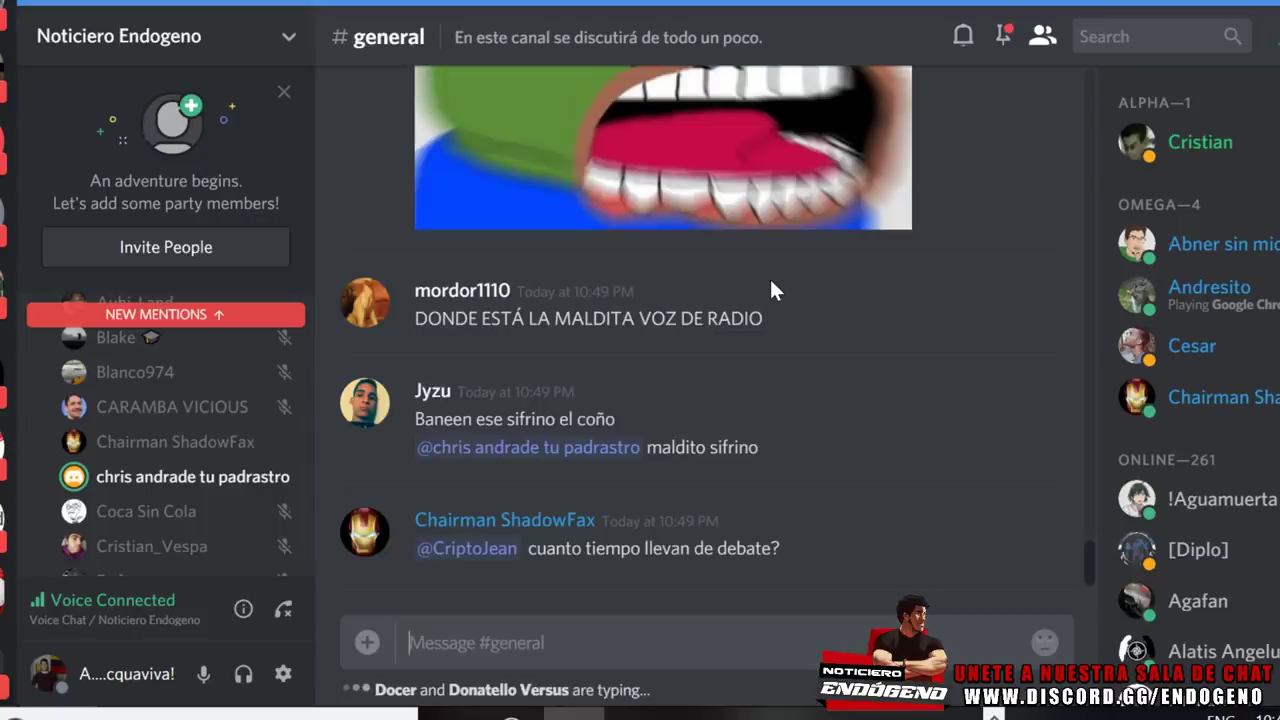 Noticiero Endogeno
# general
En este canal se discutirá de todo un poco.
Search
An adventure begins.
Let's add some party members!
Invite People
NEW MENTIONS ↑
Blake
Blanco974
CARAMBA VICIOUS
Chairman ShadowFax
chris andrade tu padrastro
Coca Sin Cola
Cristian_Vespa
Voice Connected
Voice Chat / Noticiero Endogeno
A....cquaviva!
mordor1110 Today at 10:49 PM
DONDE ESTÁ LA MALDITA VOZ DE RADIO
Jyzu Today at 10:49 PM
Baneen ese sifrino el coño
@chris andrade tu padrastro maldito sifrino
Chairman ShadowFax Today at 10:49 PM
@CriptoJean cuanto tiempo llevan de debate?
Message #general
Docer and Donatello Versus are typing...
ALPHA—1
Cristian
OMEGA—4
Abner sin mic
Andresito
Playing Google Chro
Cesar
Chairman Sha
ONLINE—261
!Aguamuerta
[Diplo]
Agafan
Alatis Angelu
NOTICIERO
ENDÓGENO
UNETE A NUESTRA SALA DE CHAT
WWW.DISCORD.GG/ENDOGENO